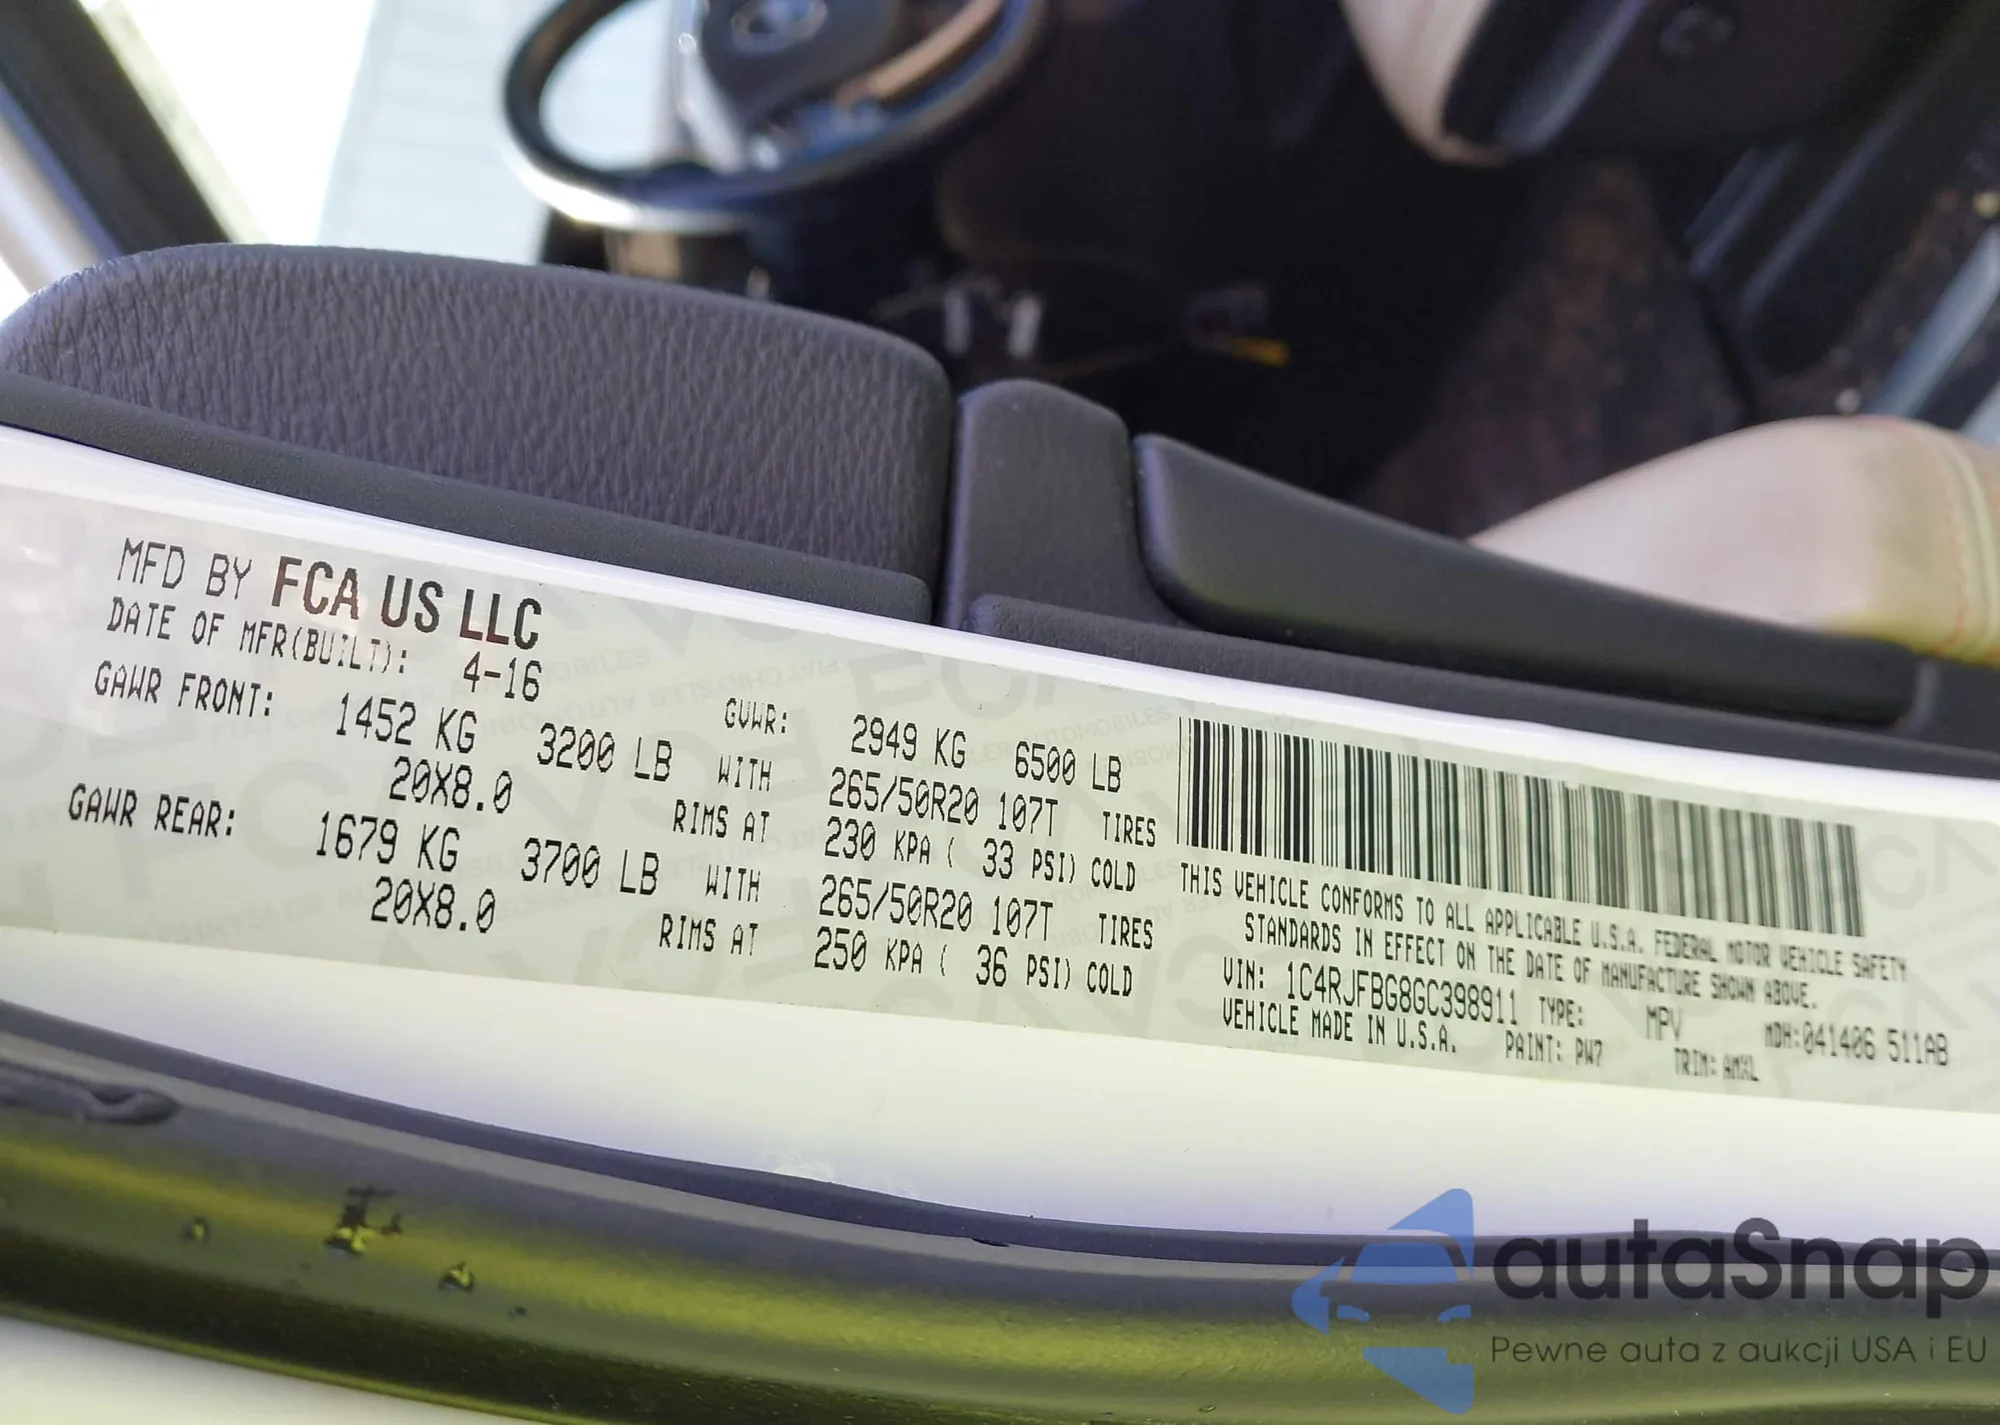 MFD BY FCA US LLC
DATE OF MFR(BUILT): 4-16
GAWR FRONT: 1452 KG 3200 LB WITH 265/50R20 107T TIRES
20X8.0 RIMS AT 230 KPA ( 33 PSI) COLD
GAWR REAR: 1679 KG 3700 LB WITH 265/50R20 107T TIRES
20X8.0 RIMS AT 250 KPA ( 36 PSI) COLD
GVWR: 2949 KG 6500 LB
THIS VEHICLE CONFORMS TO ALL APPLICABLE U.S.A. FEDERAL MOTOR VEHICLE SAFETY
STANDARDS IN EFFECT ON THE DATE OF MANUFACTURE SHOWN ABOVE.
VIN: 1C4RJFBG8GC398911 TYPE: MPV MDH:041406 511AB
VEHICLE MADE IN U.S.A. PAINT: PW7 TRIM: AMXL
autaSnap
Pewne auta z aukcji USA i EU